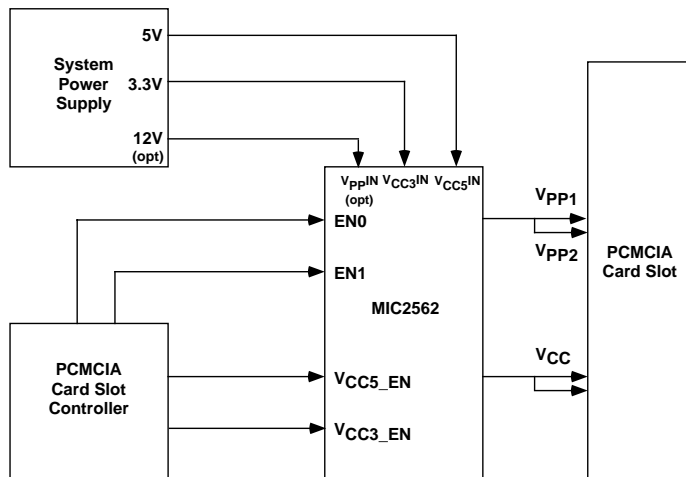 System
Power
Supply
5V
3.3V
12V
(opt)
VPPIN
(opt)
VCC3IN
VCC5IN
EN0
EN1
MIC2562
VCC5_EN
VCC3_EN
PCMCIA
Card Slot
Controller
VPP1
VPP2
VCC
PCMCIA
Card Slot